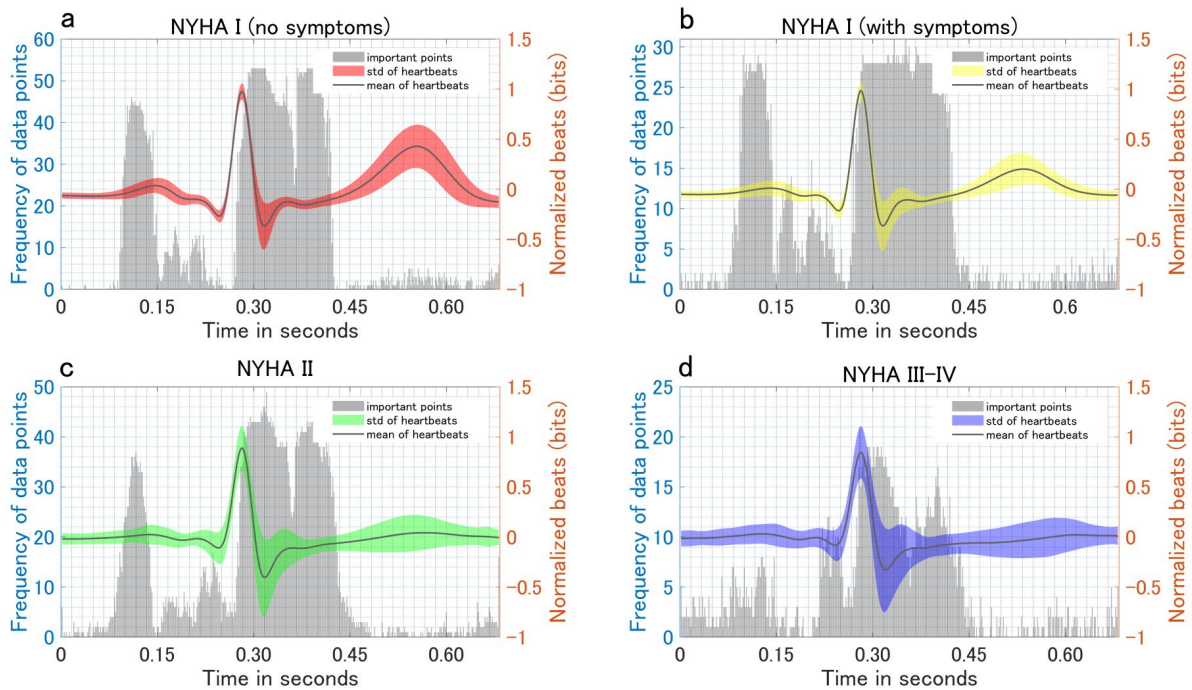 a
NYHA I (no symptoms)
60
50
40
30
20
10
0
Frequency of data points
1.5
1
0.5
0
−0.5
−1
Normalized beats (bits)
important points
std of heartbeats
mean of heartbeats
0 0.15 0.30 0.45 0.60
Time in seconds
b
NYHA I (with symptoms)
30
25
20
15
10
5
0
Frequency of data points
1.5
1
0.5
0
−0.5
−1
Normalized beats (bits)
important points
std of heartbeats
mean of heartbeats
0 0.15 0.30 0.45 0.6
Time in seconds
c
NYHA II
50
40
30
20
10
0
Frequency of data points
1.5
1
0.5
0
−0.5
−1
Normalized beats (bits)
important points
std of heartbeats
mean of heartbeats
0 0.15 0.30 0.45 0.60
Time in seconds
d
NYHA III−IV
25
20
15
10
5
0
Frequency of data points
1.5
1
0.5
0
−0.5
−1
Normalized beats (bits)
important points
std of heartbeats
mean of heartbeats
0 0.15 0.30 0.45 0.60
Time in seconds